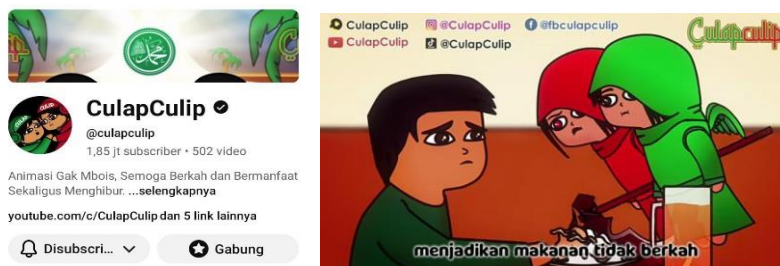 CulapCulip
@culapculip
1,85 jt subscriber • 502 video
Animasi Gak Mbois, Semoga Berkah dan Bermanfaat
Sekaligus Menghibur. ...selengkapnya
youtube.com/c/CulapCulip dan 5 link lainnya
Disubscri...
Gabung
CulapCulip @CulapCulip @fbculapculip
CulapCulip @CulapCulip
Çulapculip
menjadikan makanan tidak berkah